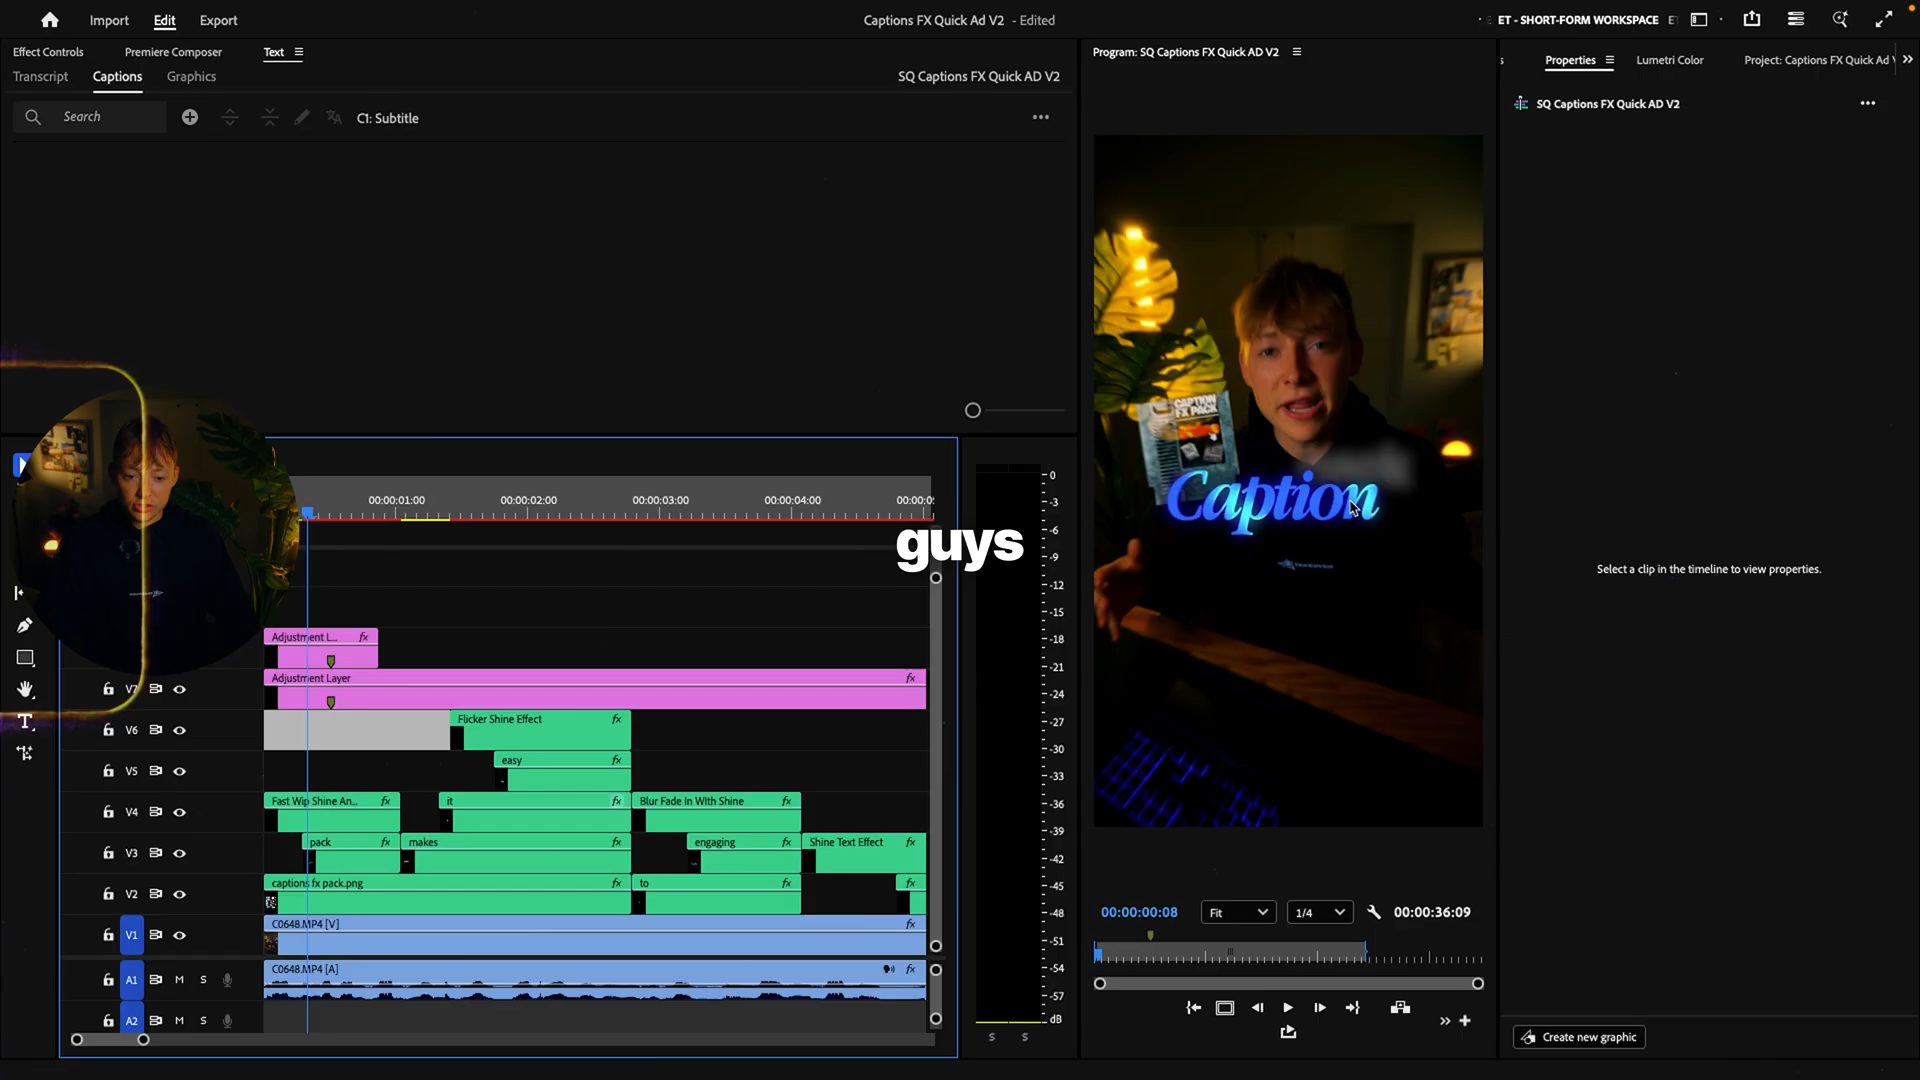 Import Edit Export
Captions FX Quick Ad V2 - Edited
ET - SHORT-FORM WORKSPACE
Effect Controls Premiere Composer Text
Transcript Captions Graphics
SQ Captions FX Quick AD V2
Search
C1: Subtitle
Program: SQ Captions FX Quick AD V2
Properties Lumetri Color Project: Captions FX Quick Ad V
SQ Captions FX Quick AD V2
CAPTION
FX PACK
Caption
guys
00:00:01:00 00:00:02:00 00:00:03:00 00:00:04:00 00:00:0
Adjustment L... fx
Adjustment Layer fx
V7
V6 Flicker Shine Effect fx
V5 easy fx
V4 Fast Wip Shine An... fx it fx Blur Fade In WIth Shine fx
V3 pack fx makes fx engaging fx Shine Text Effect
V2 captions fx pack.png fx to fx fx
V1 C0648.MP4 [V] fx
A1 M S C0648.MP4 [A] fx
A2 M S
0
-3
-6
-9
-12
-15
-18
-21
-24
-27
-30
-33
-36
-39
-42
-45
-48
-51
-54
-57
dB
S S
Select a clip in the timeline to view properties.
00:00:00:08 Fit 1/4 00:00:36:09
Create new graphic